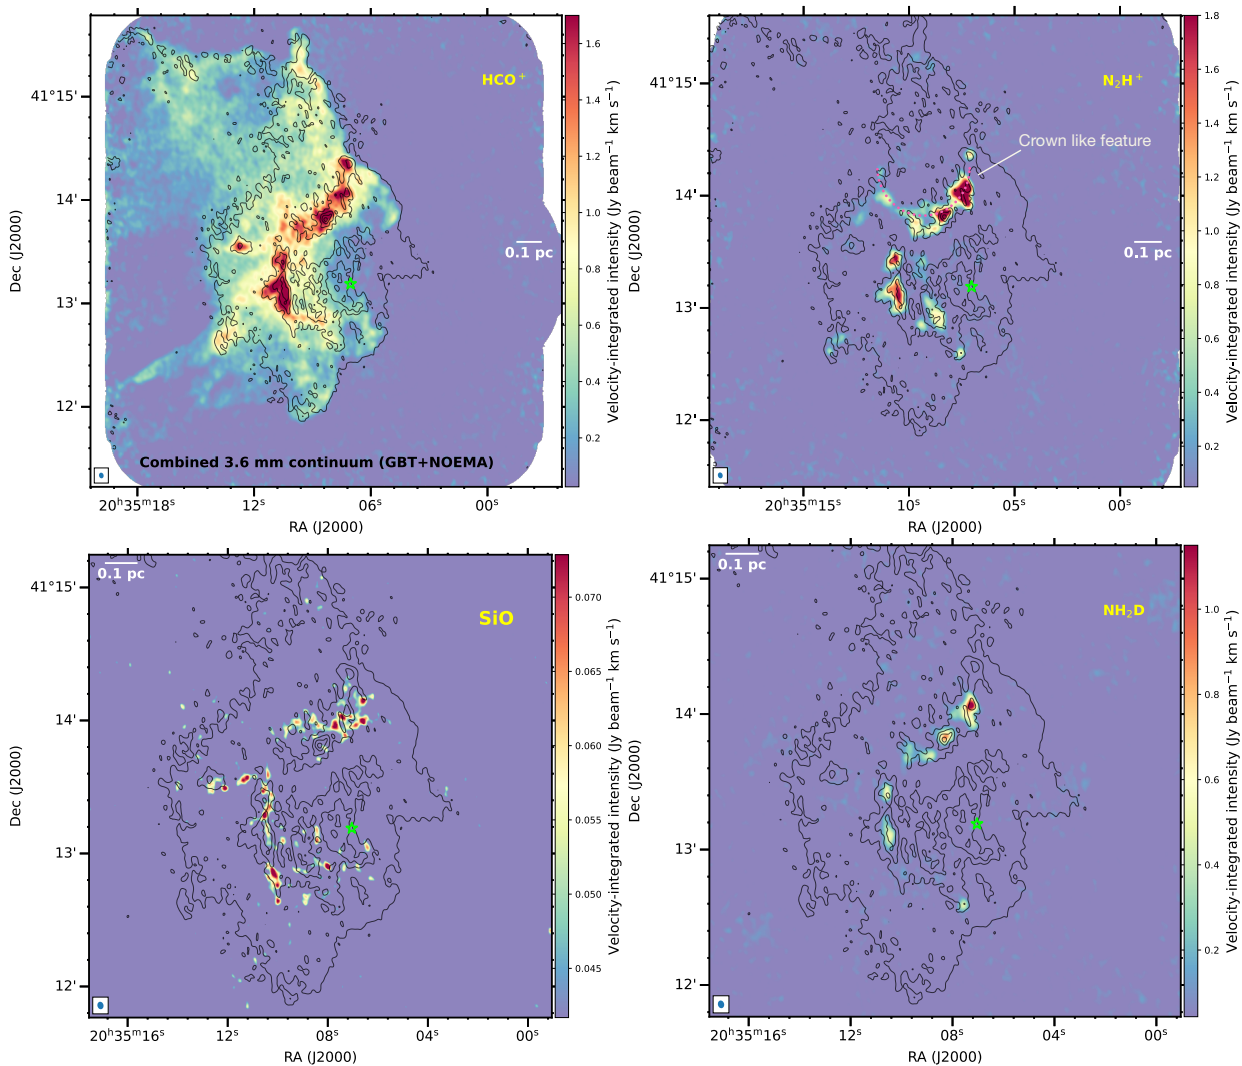 HCO⁺
0.1 pc
Combined 3.6 mm continuum (GBT+NOEMA)
41°15'
14'
13'
12'
Dec (J2000)
20ʰ35ᵐ18ˢ
12ˢ
06ˢ
00ˢ
RA (J2000)
1.6
1.4
1.2
1.0
0.8
0.6
0.4
0.2
Velocity-integrated intensity (Jy beam⁻¹ km s⁻¹)
N₂H⁺
Crown like feature
0.1 pc
41°15'
14'
13'
12'
Dec (J2000)
20ʰ35ᵐ15ˢ
10ˢ
05ˢ
00ˢ
RA (J2000)
1.8
1.6
1.4
1.2
1.0
0.8
0.6
0.4
0.2
Velocity-integrated intensity (Jy beam⁻¹ km s⁻¹)
0.1 pc
SiO
41°15'
14'
13'
12'
Dec (J2000)
20ʰ35ᵐ16ˢ
12ˢ
08ˢ
04ˢ
00ˢ
RA (J2000)
0.070
0.065
0.060
0.055
0.050
0.045
Velocity-integrated intensity (Jy beam⁻¹ km s⁻¹)
0.1 pc
NH₂D
41°15'
14'
13'
12'
Dec (J2000)
20ʰ35ᵐ16ˢ
12ˢ
08ˢ
04ˢ
00ˢ
RA (J2000)
1.0
0.8
0.6
0.4
0.2
Velocity-integrated intensity (Jy beam⁻¹ km s⁻¹)